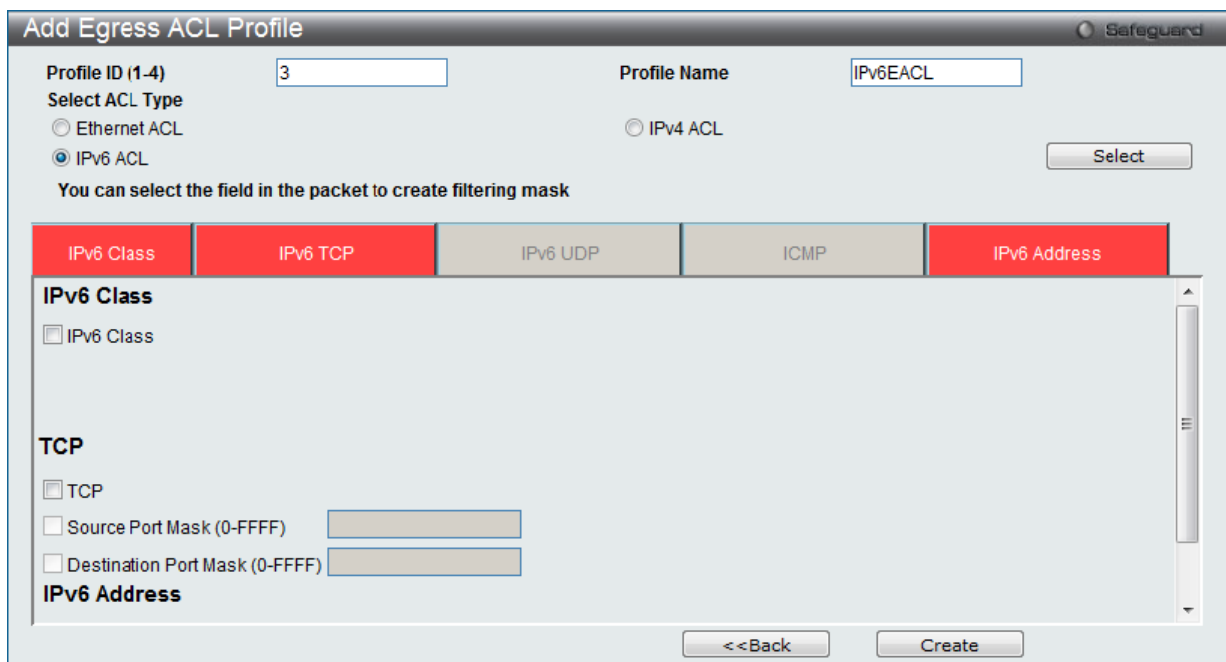 Add Egress ACL Profile
Safeguard
Profile ID (1-4) 3 Profile Name IPv6EACL
Select ACL Type
Ethernet ACL IPv4 ACL
IPv6 ACL Select
You can select the field in the packet to create filtering mask
IPv6 Class IPv6 TCP IPv6 UDP ICMP IPv6 Address
IPv6 Class
IPv6 Class
TCP
TCP
Source Port Mask (0-FFFF)
Destination Port Mask (0-FFFF)
IPv6 Address
<<Back Create